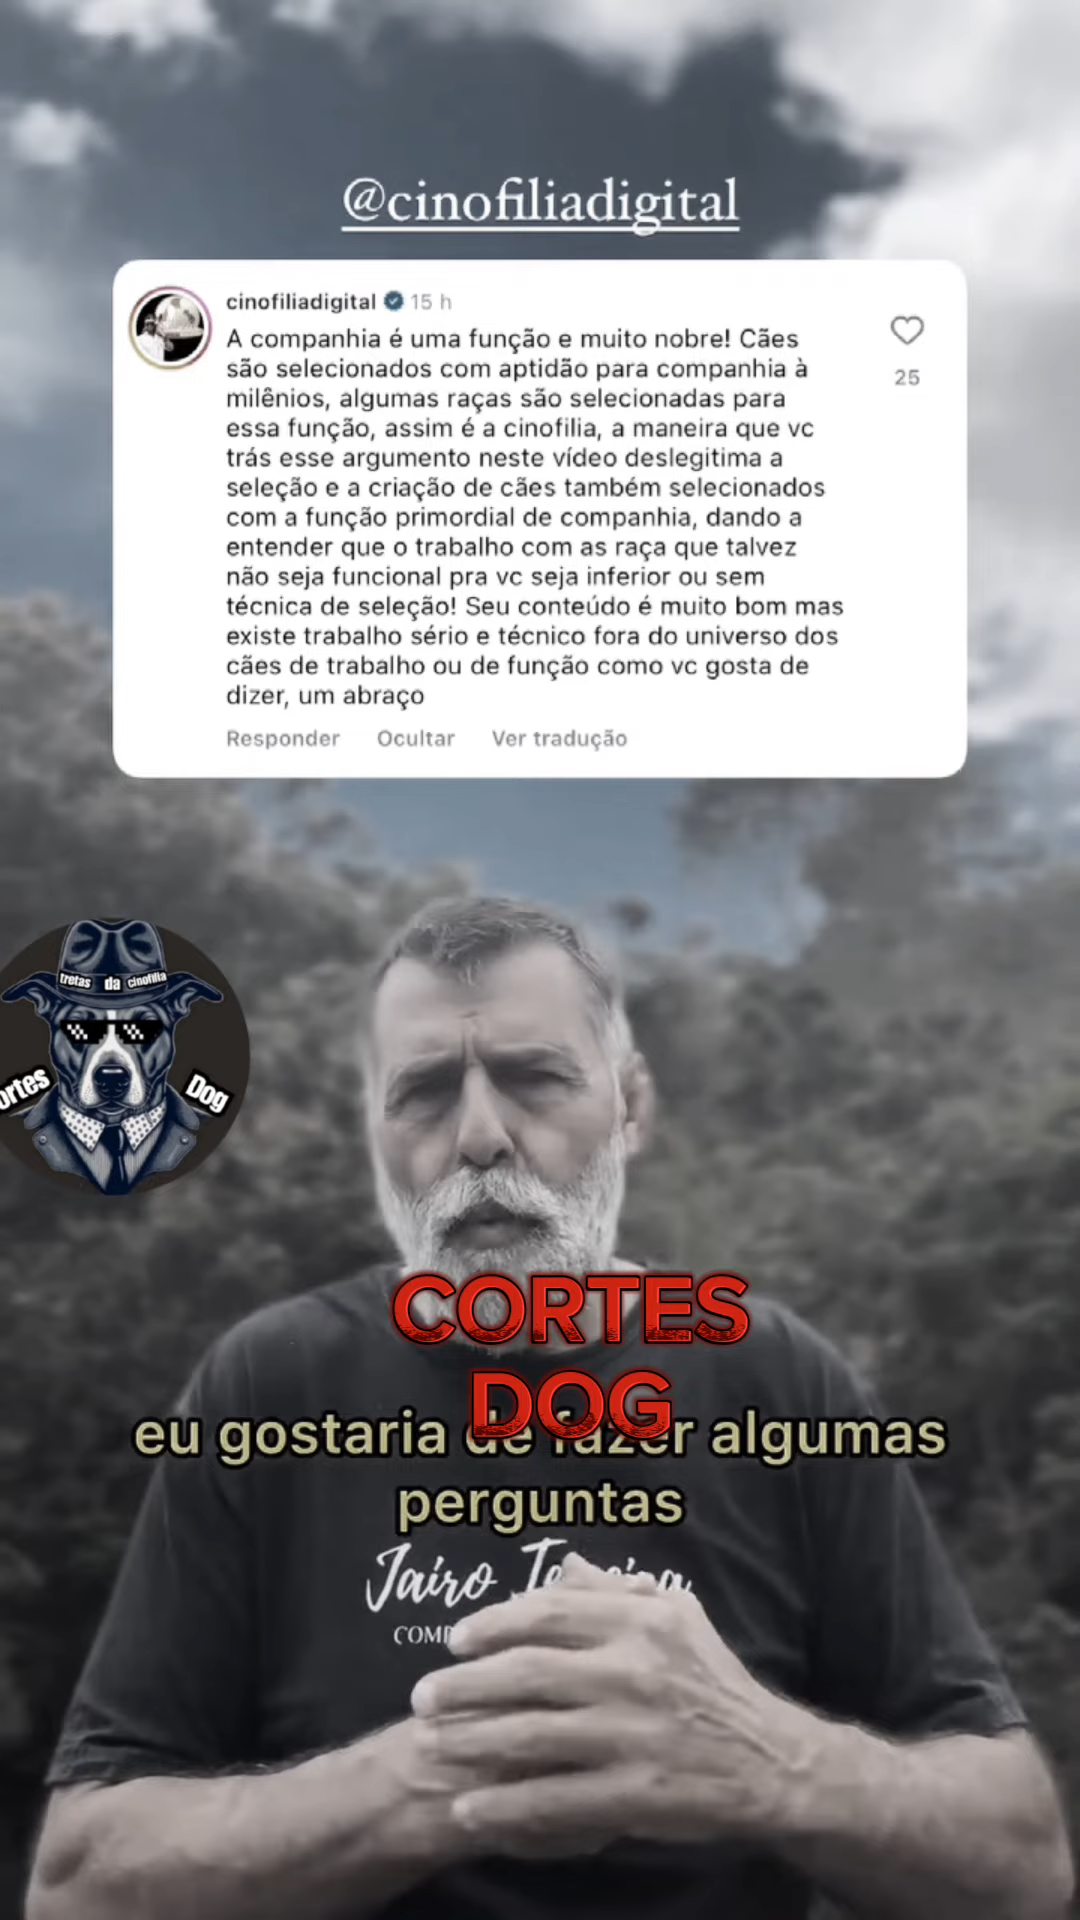 @cinofiliadigital
cinofiliadigital 15 h
A companhia é uma função e muito nobre! Cães
são selecionados com aptidão para companhia à
milênios, algumas raças são selecionadas para
essa função, assim é a cinofilia, a maneira que vc
trás esse argumento neste vídeo deslegitima a
seleção e a criação de cães também selecionados
com a função primordial de companhia, dando a
entender que o trabalho com as raça que talvez
não seja funcional pra vc seja inferior ou sem
técnica de seleção! Seu conteúdo é muito bom mas
existe trabalho sério e técnico fora do universo dos
cães de trabalho ou de função como vc gosta de
dizer, um abraço
25
Responder Ocultar Ver tradução
tretas da cinofilia
ortes Dog
CORTES
DOG
eu gostaria de fazer algumas
perguntas
Jairo